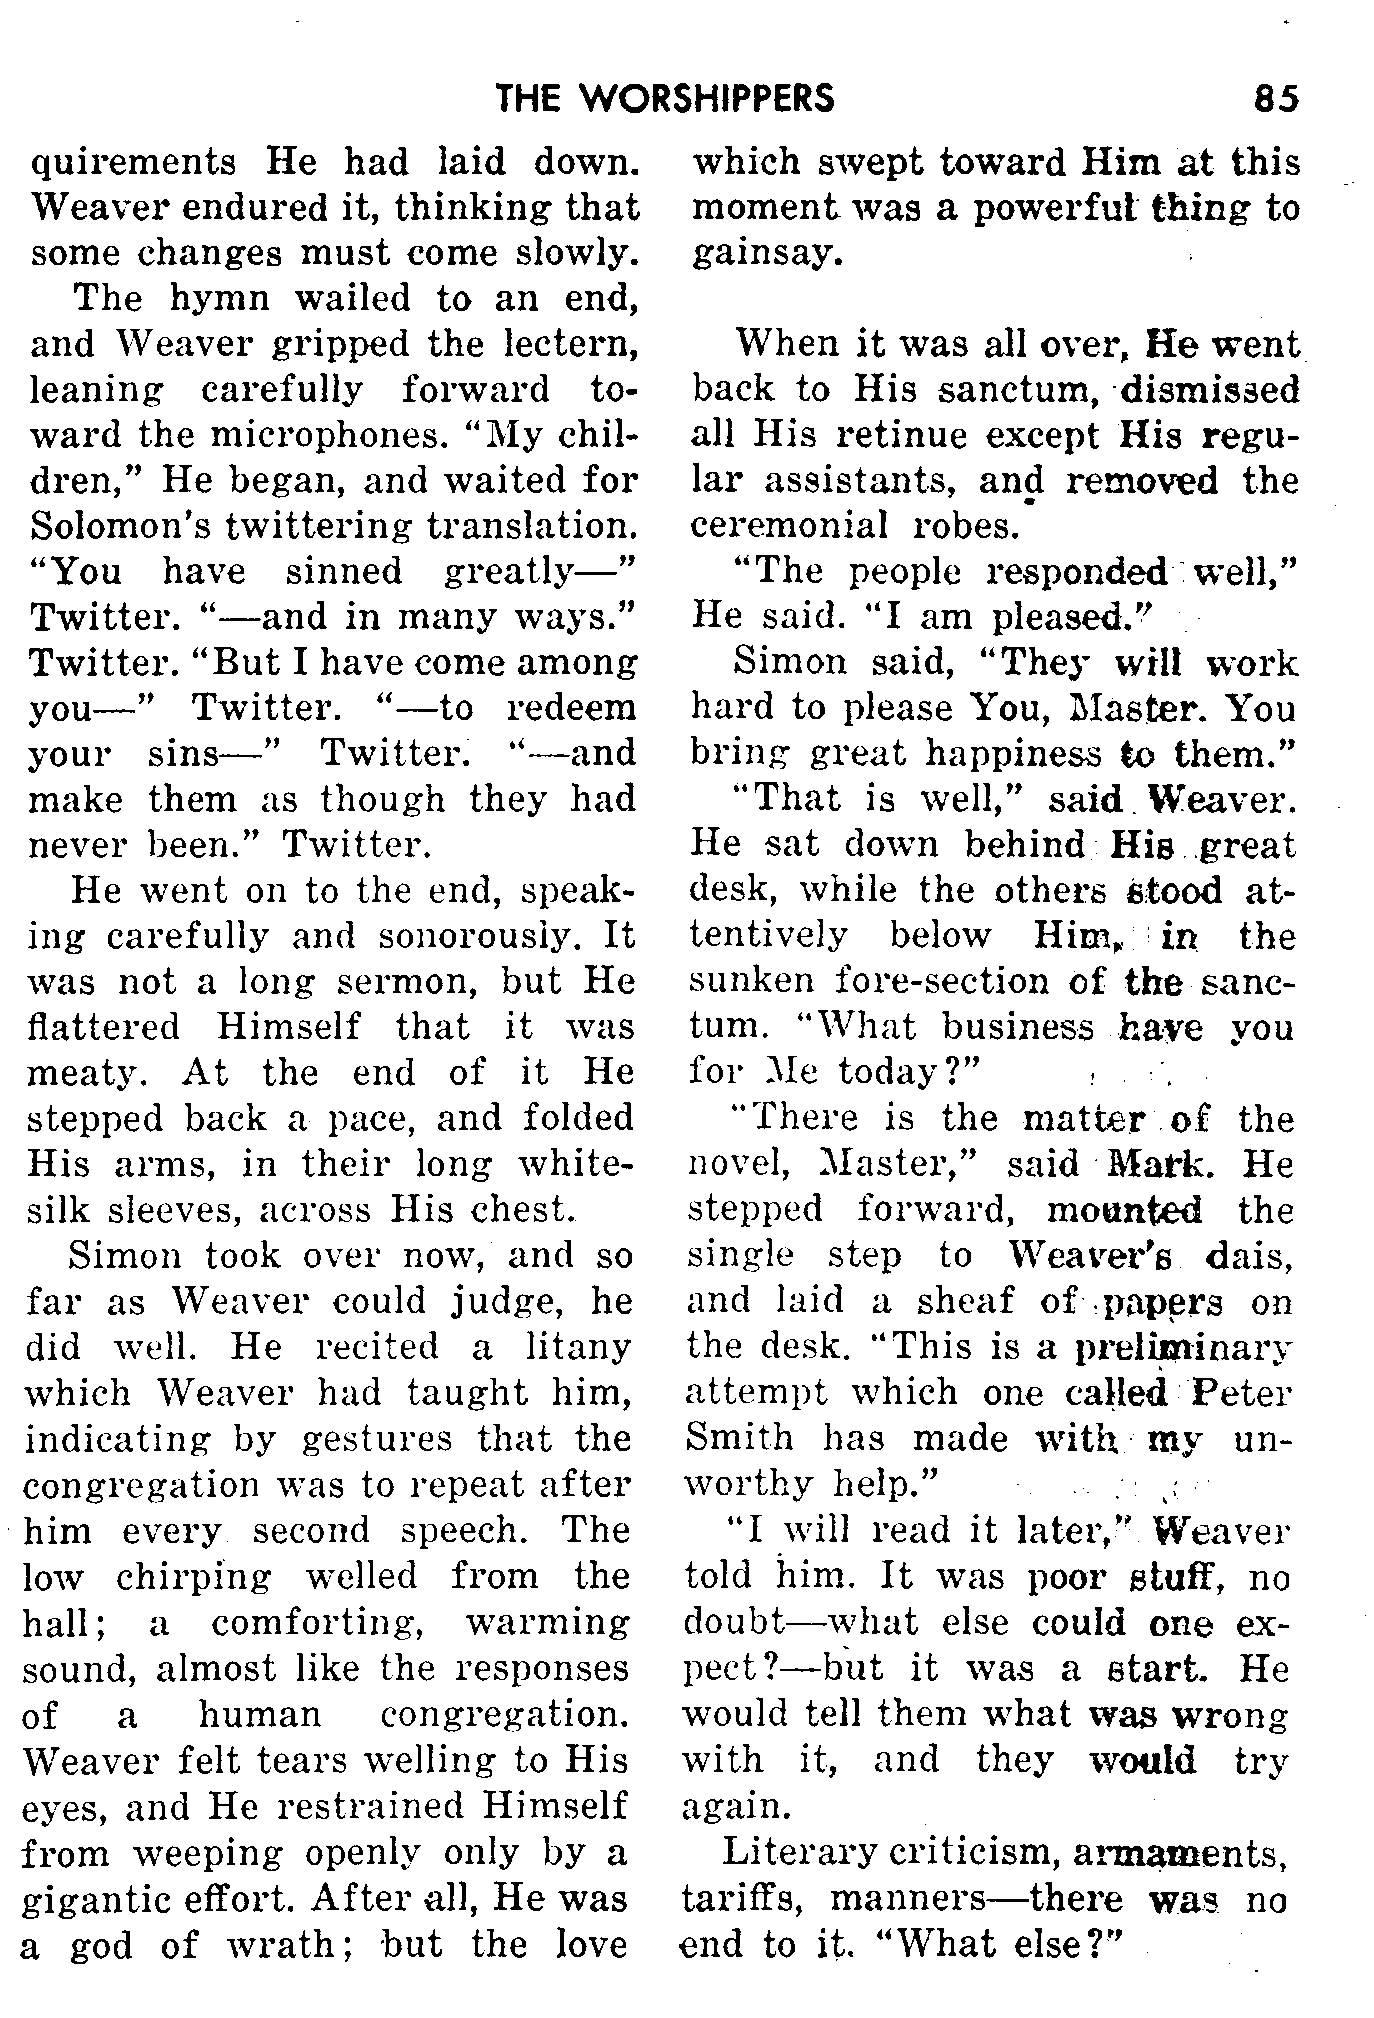 THE WORSHIPPERS 85
quirements He had laid down.
Weaver endured it, thinking that
some changes must come slowly.
The hymn wailed to an end,
and Weaver gripped the lectern,
leaning carefully forward to-
ward the microphones. “My chil-
dren,” He began, and waited for
Solomon's twittering translation.
“You have sinned greatly—”
Twitter. “—and in many ways.”
Twitter. “But I have come among
you—” Twitter. “—to redeem
your sins—” Twitter. “—and
make them as though they had
never been.” Twitter.
He went on to the end, speak-
ing carefully and sonorously. It
was not a long sermon, but He
flattered Himself that it was
meaty. At the end of it He
stepped back a pace, and folded
His arms, in their long white-
silk sleeves, across His chest.
Simon took over now, and so
far as Weaver could judge, he
did well. He recited a litany
which Weaver had taught him,
indicating by gestures that the
congregation was to repeat after
him every second speech. The
low chirping welled from the
hall; a comforting, warming
sound, almost like the responses
of a human congregation.
Weaver felt tears welling to His
eyes, and He restrained Himself
from weeping openly only by a
gigantic effort. After all, He was
a god of wrath; but the love
which swept toward Him at this
moment was a powerful thing to
gainsay.
When it was all over, He went
back to His sanctum, dismissed
all His retinue except His regu-
lar assistants, and removed the
ceremonial robes.
“The people responded well,”
He said. “I am pleased.”
Simon said, “They will work
hard to please You, Master. You
bring great happiness to them.”
“That is well,” said Weaver.
He sat down behind His great
desk, while the others stood at-
tentively below Him, in the
sunken fore-section of the sanc-
tum. “What business have you
for Me today?”
“There is the matter of the
novel, Master,” said Mark. He
stepped forward, mounted the
single step to Weaver's dais,
and laid a sheaf of papers on
the desk. “This is a preliminary
attempt which one called Peter
Smith has made with my un-
worthy help.”
“I will read it later,” Weaver
told him. It was poor stuff, no
doubt—what else could one ex-
pect?—but it was a start. He
would tell them what was wrong
with it, and they would try
again.
Literary criticism, armaments,
tariffs, manners—there was no
end to it. “What else?”